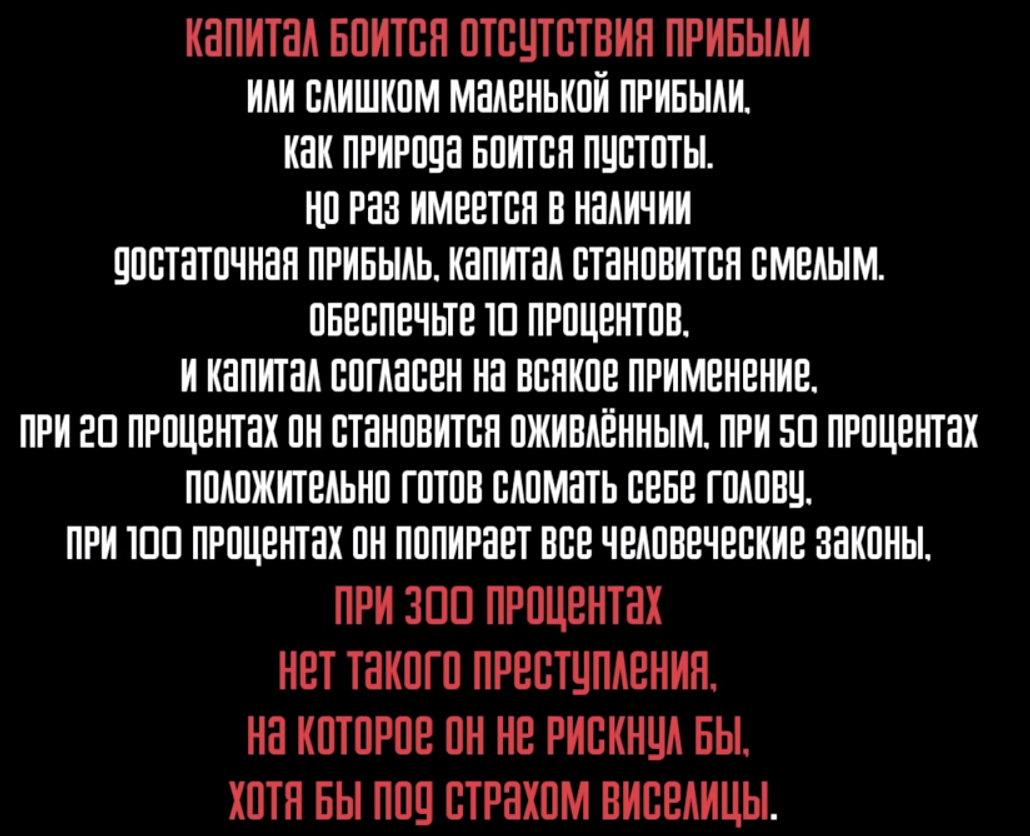 капитал боится отсутствия прибыли
или слишком маленькой прибыли,
как природа боится пустоты.
но раз имеется в наличии
достаточная прибыль, капитал становится смелым.
обеспечьте 10 процентов,
и капитал согласен на всякое применение,
при 20 процентах он становится оживлённым, при 50 процентах
положительно готов сломать себе голову,
при 100 процентах он попирает все человеческие законы,
при 300 процентах
нет такого преступления,
на которое он не рискнул бы,
хотя бы под страхом виселицы.